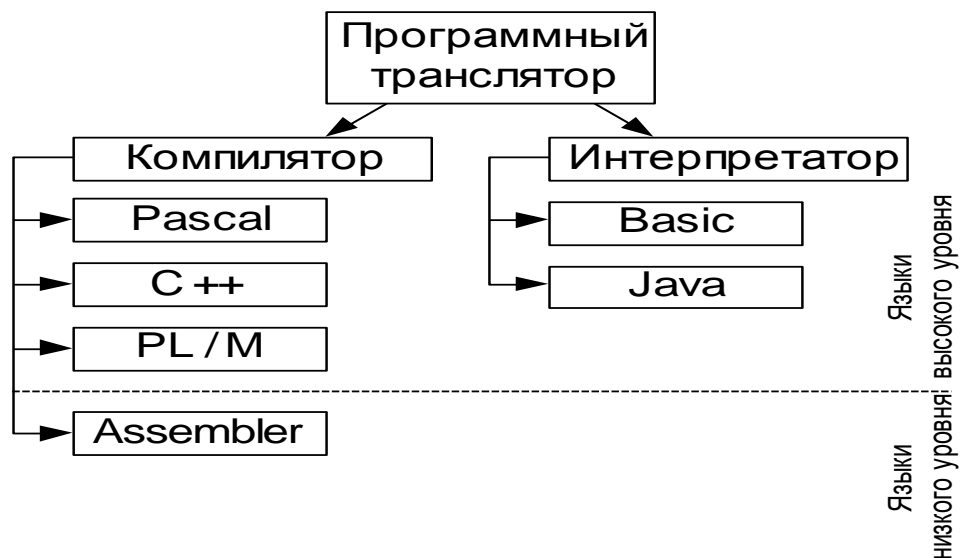 Программный
транслятор
Компилятор
Интерпретатор
Pascal
Basic
C ++
Java
PL / M
Assembler
Языки
высокого уровня
Языки
низкого уровня